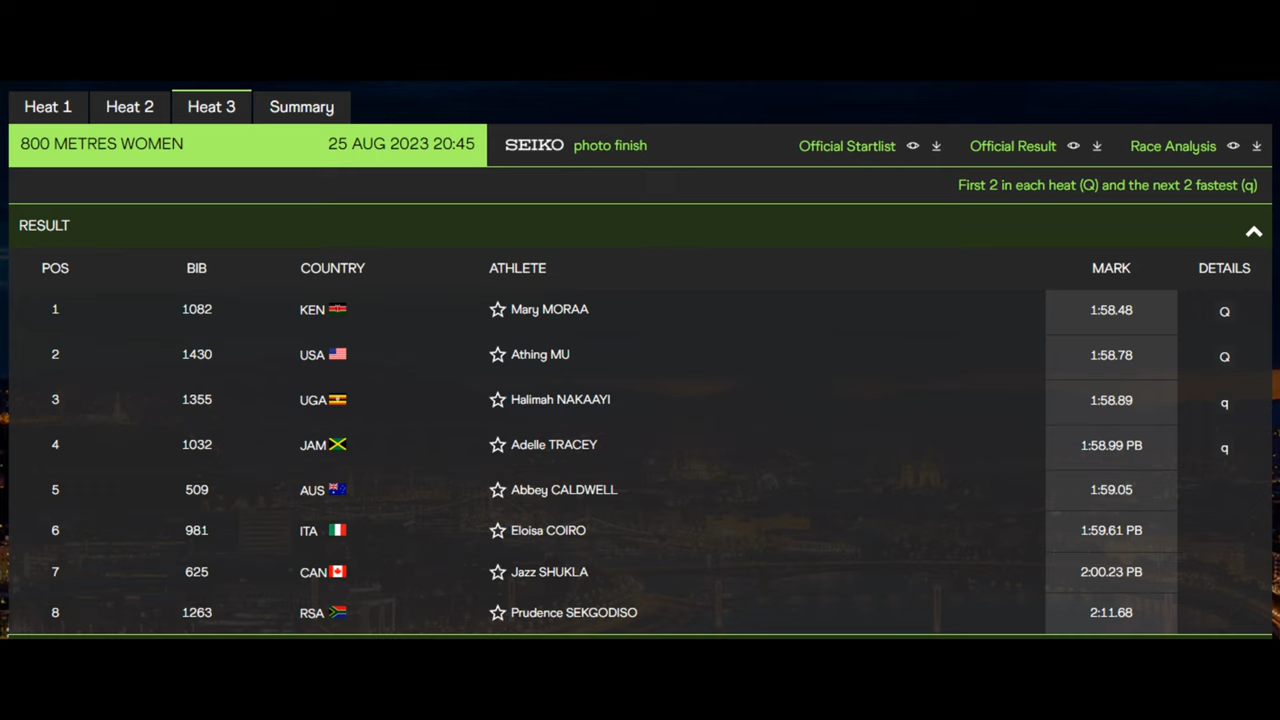 Heat 1 Heat 2 Heat 3 Summary
800 METRES WOMEN 25 AUG 2023 20:45 SEIKO photo finish Official Startlist Official Result Race Analysis
First 2 in each heat (Q) and the next 2 fastest (q)
RESULT
POS BIB COUNTRY ATHLETE MARK DETAILS
1 1082 KEN Mary MORAA 1:58.48 Q
2 1430 USA Athing MU 1:58.78 Q
3 1355 UGA Halimah NAKAAYI 1:58.89 q
4 1032 JAM Adelle TRACEY 1:58.99 PB q
5 509 AUS Abbey CALDWELL 1:59.05
6 981 ITA Eloisa COIRO 1:59.61 PB
7 625 CAN Jazz SHUKLA 2:00.23 PB
8 1263 RSA Prudence SEKGODISO 2:11.68